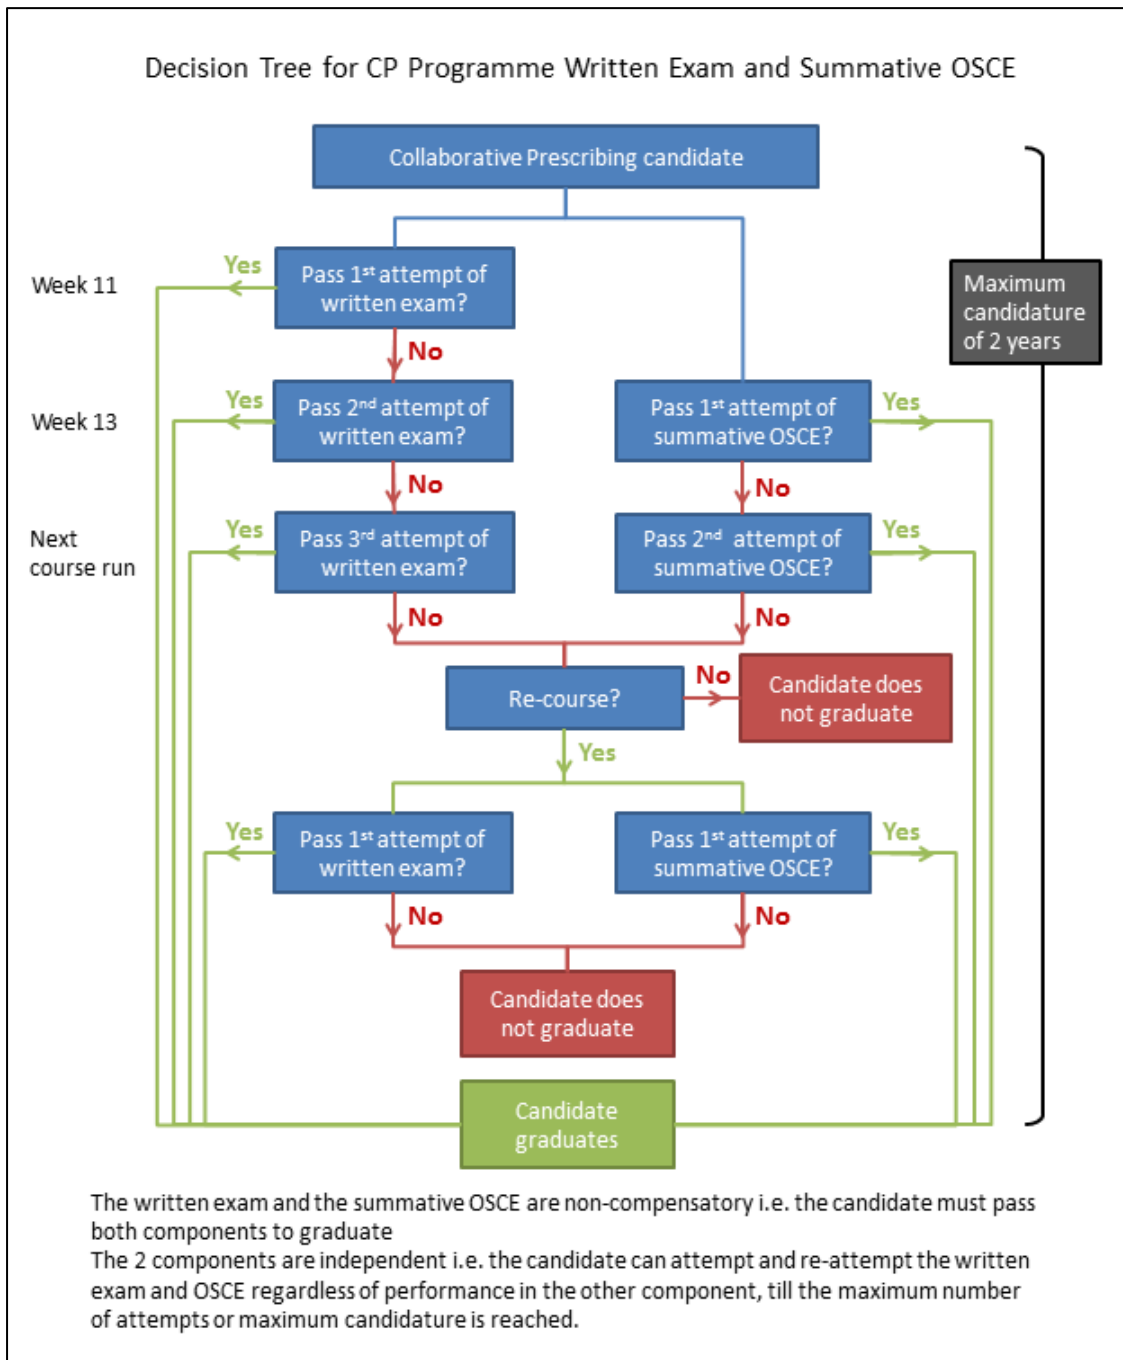 Decision Tree for CP Programme Written Exam and Summative OSCE
Collaborative Prescribing candidate
Week 11
Yes
Pass 1st attempt of
written exam?
No
Maximum
candidature
of 2 years
Week 13
Yes
Pass 2nd attempt of
written exam?
No
Pass 1st attempt of
summative OSCE?
Yes
No
Next
course run
Yes
Pass 3rd attempt of
written exam?
No
Pass 2nd attempt of
summative OSCE?
Yes
No
Re-course?
No
Candidate does
not graduate
Yes
Yes
Pass 1st attempt of
written exam?
No
Pass 1st attempt of
summative OSCE?
Yes
No
Candidate does
not graduate
Candidate
graduates
The written exam and the summative OSCE are non-compensatory i.e. the candidate must pass
both components to graduate
The 2 components are independent i.e. the candidate can attempt and re-attempt the written
exam and OSCE regardless of performance in the other component, till the maximum number
of attempts or maximum candidature is reached.